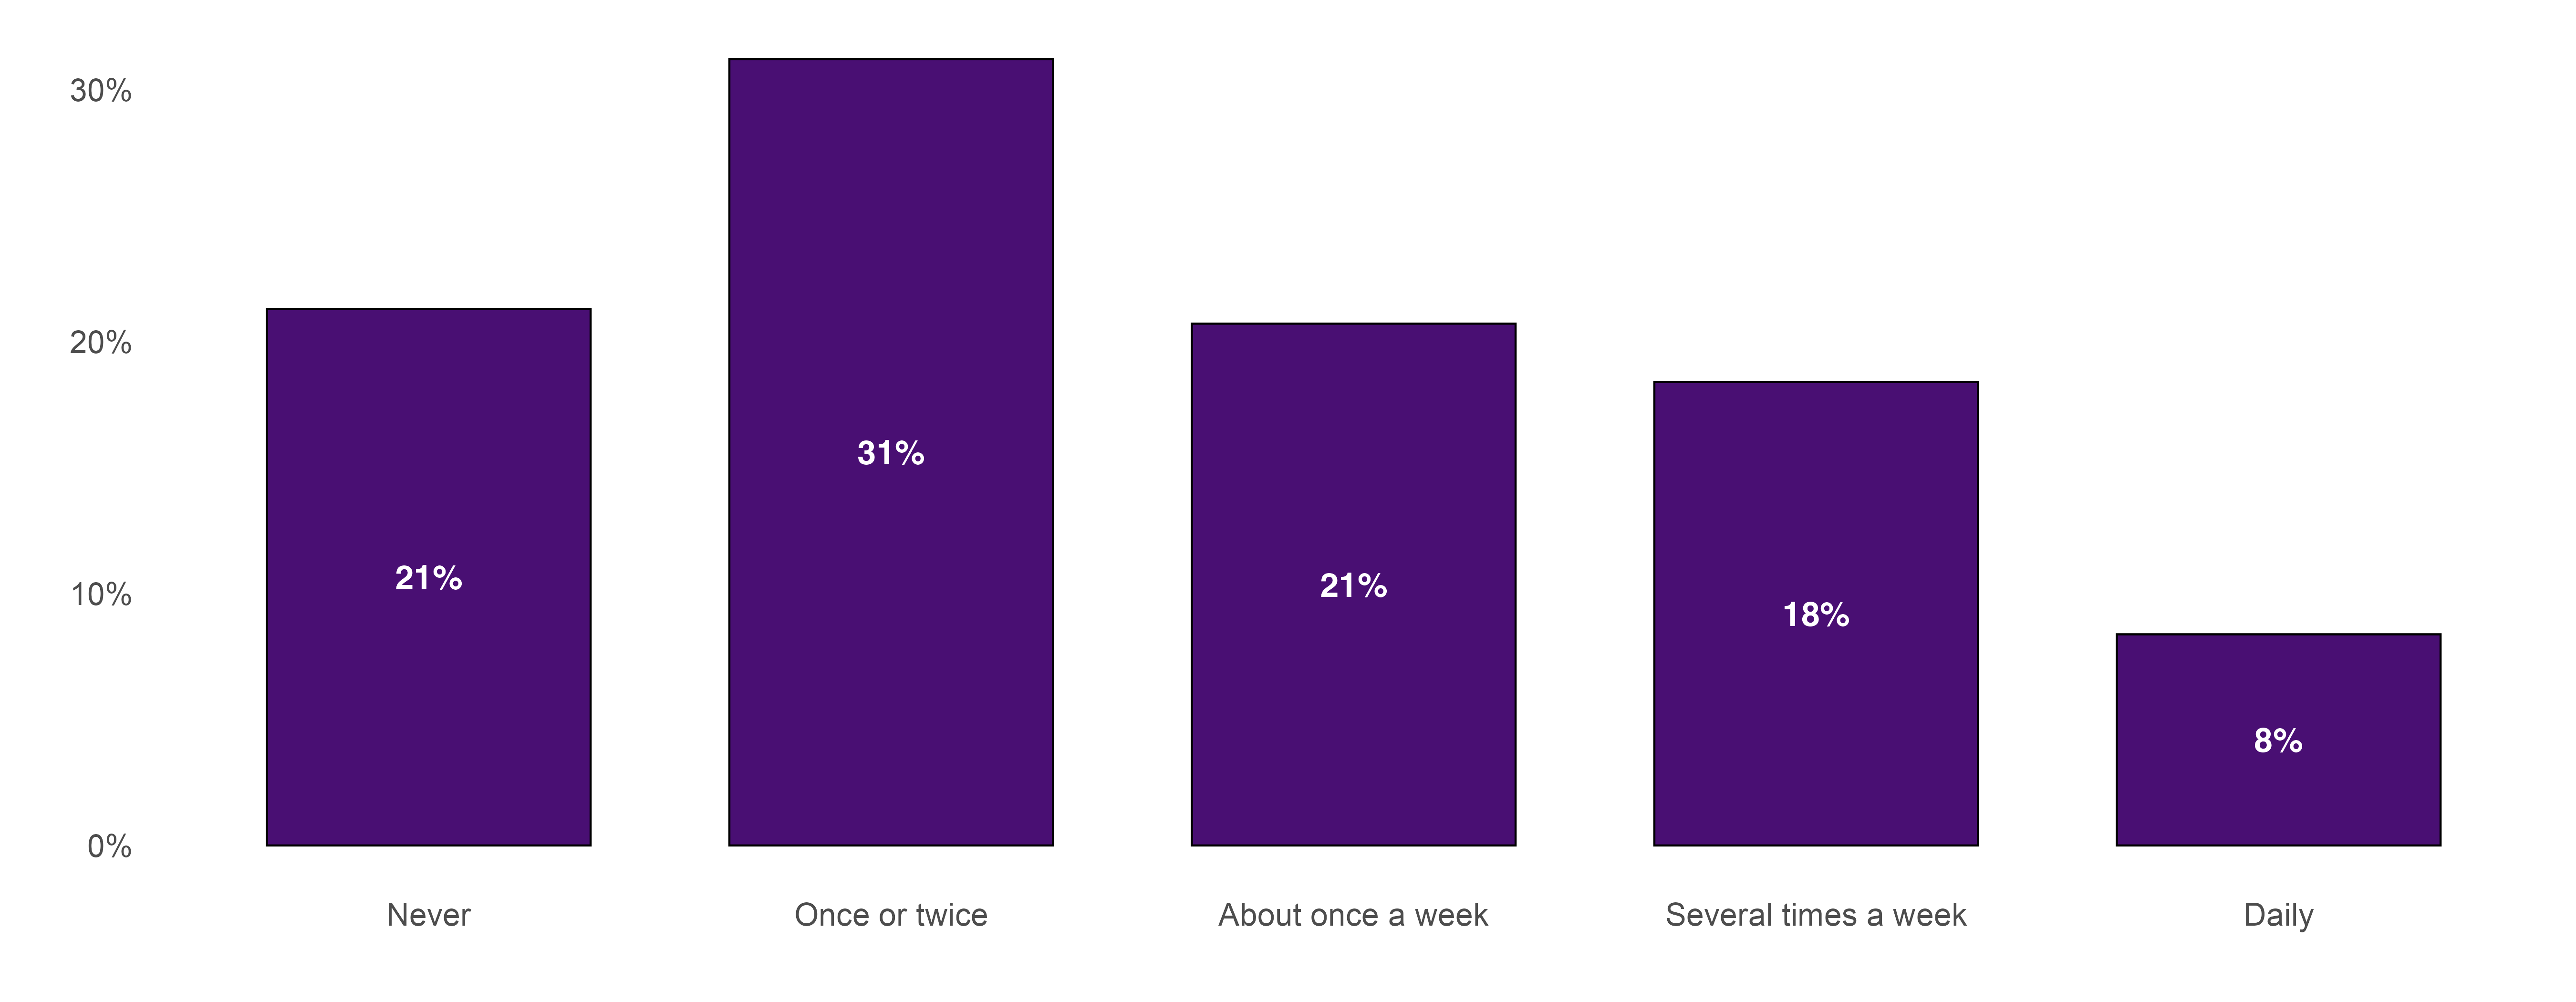 30%
20%
10%
0%
21%
31%
21%
18%
8%
Never
Once or twice
About once a week
Several times a week
Daily